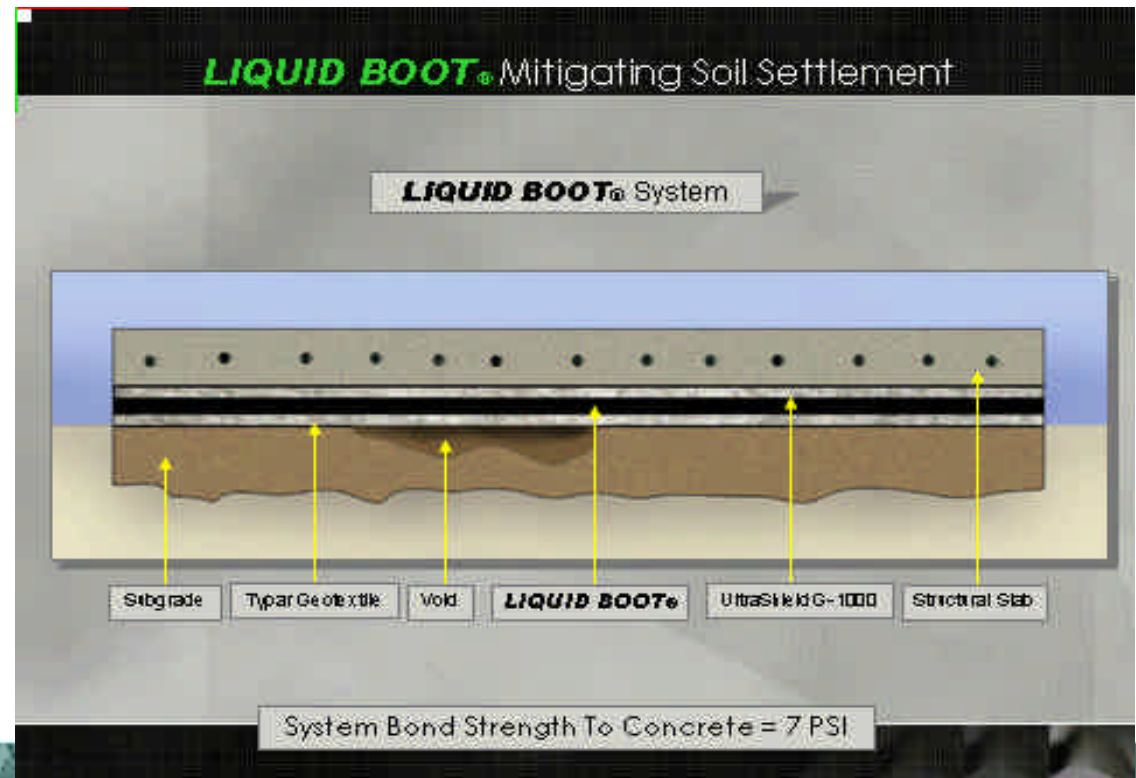 LIQUID BOOT® Mitigating Soil Settlement
LIQUID BOOT® System
Subgrade
Typar Geotextile
Void
LIQUID BOOT®
UltraShield G-1000
Structural Slab
System Bond Strength To Concrete = 7 PSI